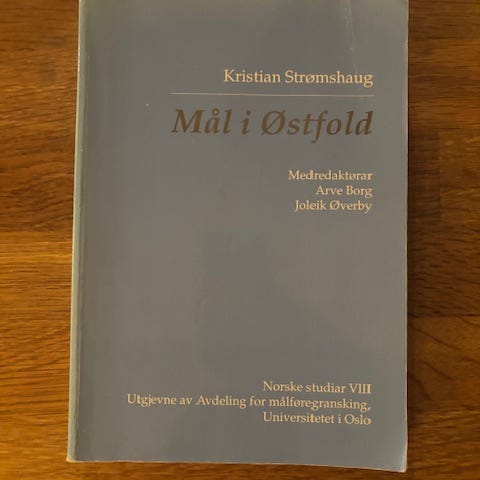 Kristian Strømshaug
Mål i Østfold
Medredaktørar
Arve Borg
Joleik Øverby
Norske studiar VIII
Utgjevne av Avdeling for målføregransking,
Universitetet i Oslo